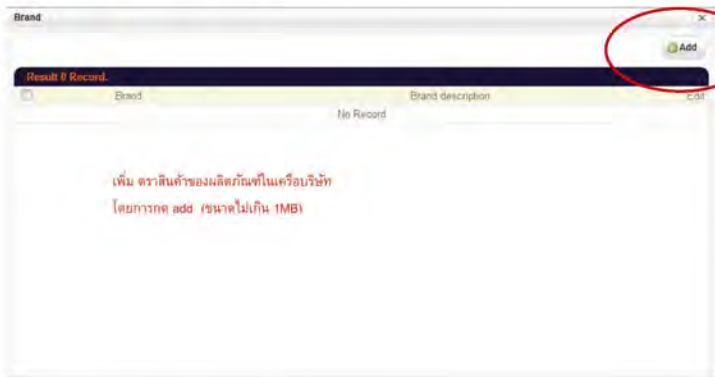 Brand
Add
Result 0 Record.
Brand Brand description Edit
No Record
เพิ่ม ตราสินค้าของผลิตภัณฑ์ในเครือบริษัท
โดยการกด add (ขนาดไม่เกิน 1MB)